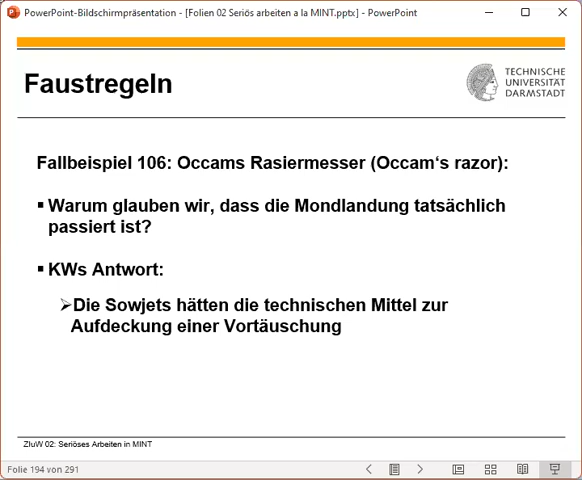 PowerPoint-Bildschirmpräsentation - [Folien 02 Seriös arbeiten a la MINT.pptx] - PowerPoint
Faustregeln
TECHNISCHE
UNIVERSITÄT
DARMSTADT
Fallbeispiel 106: Occams Rasiermesser (Occam‘s razor):
▪ Warum glauben wir, dass die Mondlandung tatsächlich
passiert ist?
▪ KWs Antwort:
➢Die Sowjets hätten die technischen Mittel zur
Aufdeckung einer Vortäuschung
ZIuW 02: Seriöses Arbeiten in MINT
Folie 194 von 291